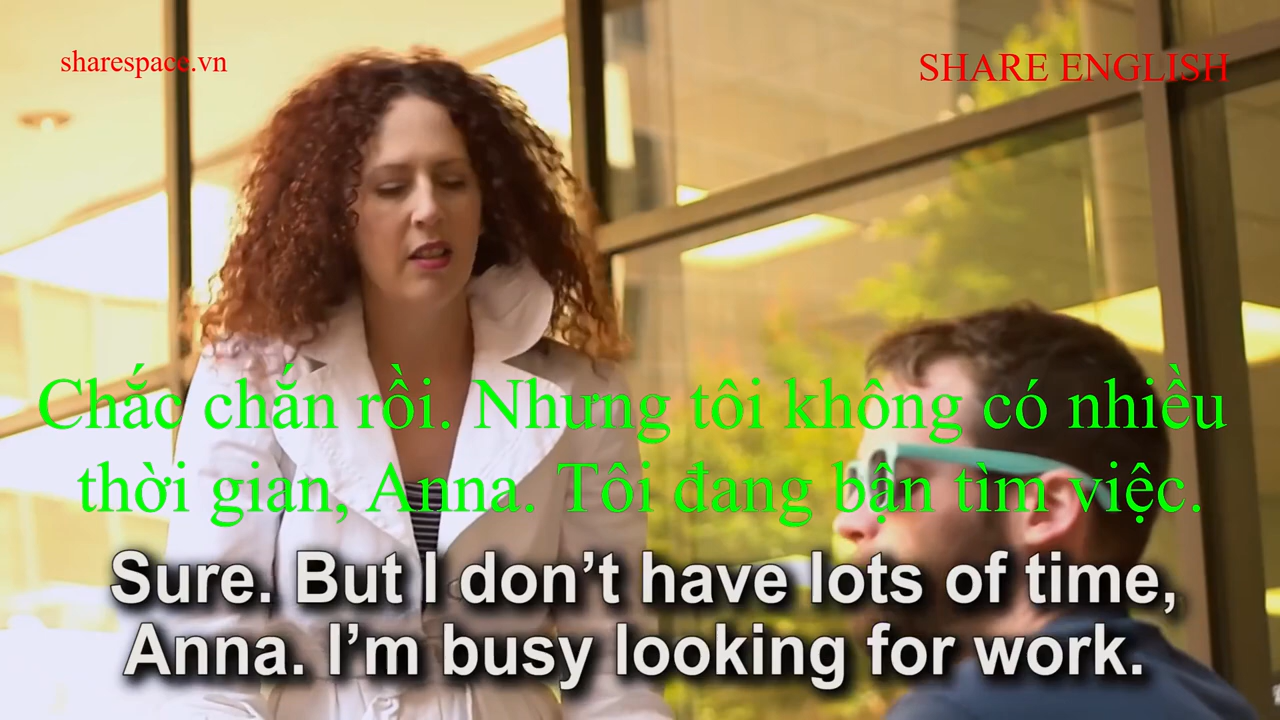 sharespace.vn
SHARE ENGLISH
Chắc chắn rồi. Nhưng tôi không có nhiều
thời gian, Anna. Tôi đang bận tìm việc.
Sure. But I don't have lots of time,
Anna. I'm busy looking for work.